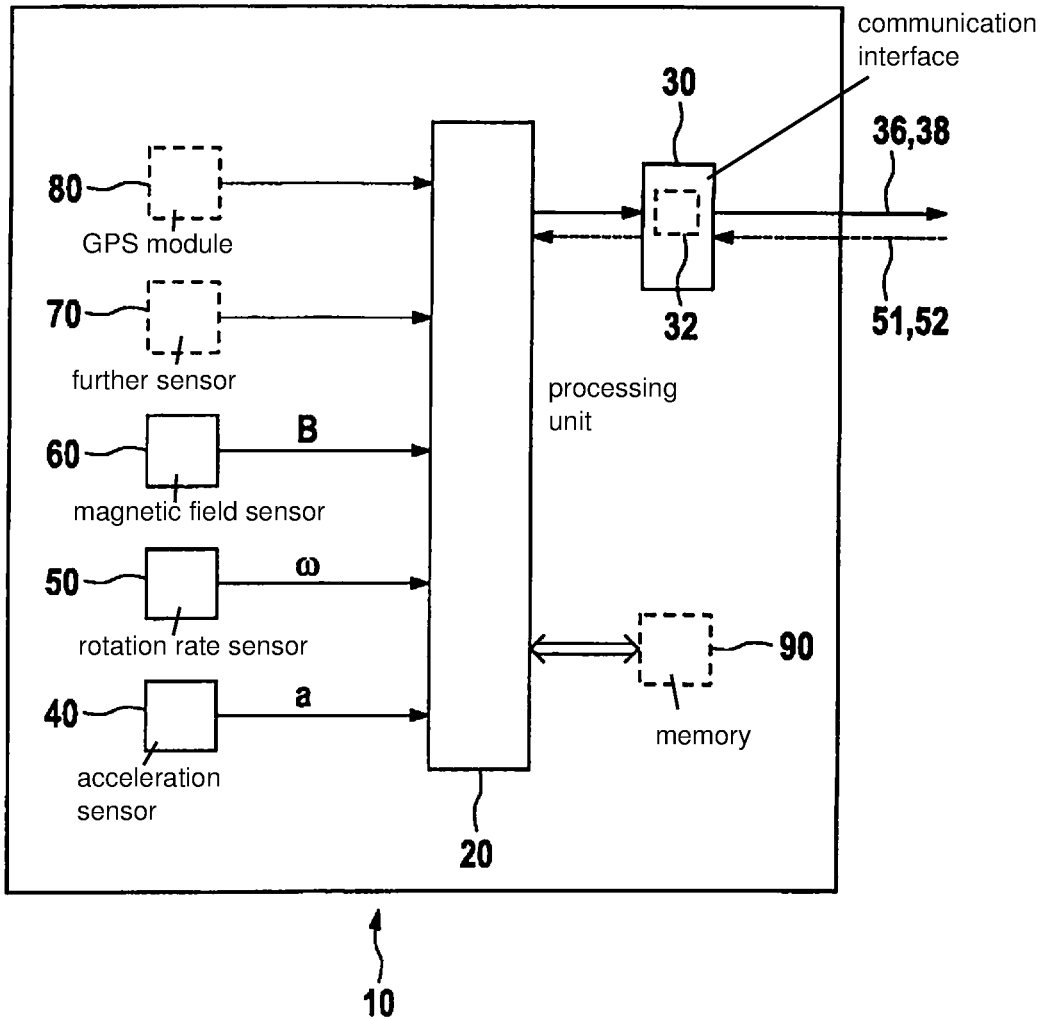 communication
interface
30
36,38
80
GPS module
70
32
51,52
further sensor
processing
unit
B
60
magnetic field sensor
ω
50
rotation rate sensor
90
a
40
memory
acceleration
sensor
20
10